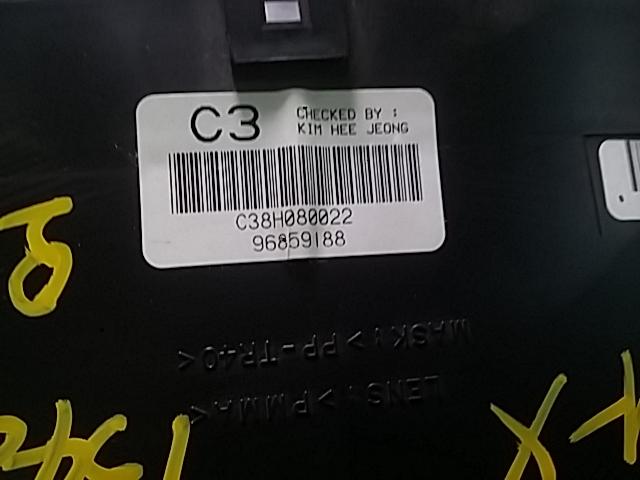 C3
CHECKED BY :
KIM HEE JEONG
C38H080022
96859188
MASK:>PP-TR40<
LENS:>PMMA<